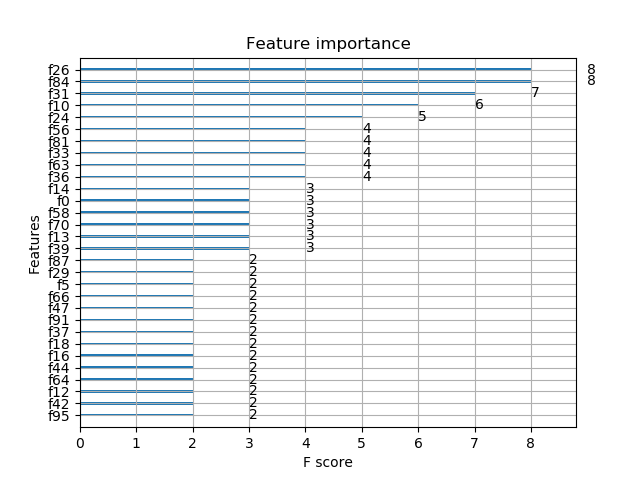 Feature importance
f26 8
f84 8
f31 7
f10 6
f24 5
f56 4
f81 4
f33 4
f63 4
f36 4
f14 3
f0 3
f58 3
f70 3
f13 3
f39 3
f87 2
f29 2
f5 2
f66 2
f47 2
f91 2
f37 2
f18 2
f16 2
f44 2
f64 2
f12 2
f42 2
f95 2
Features
0 1 2 3 4 5 6 7 8
F score